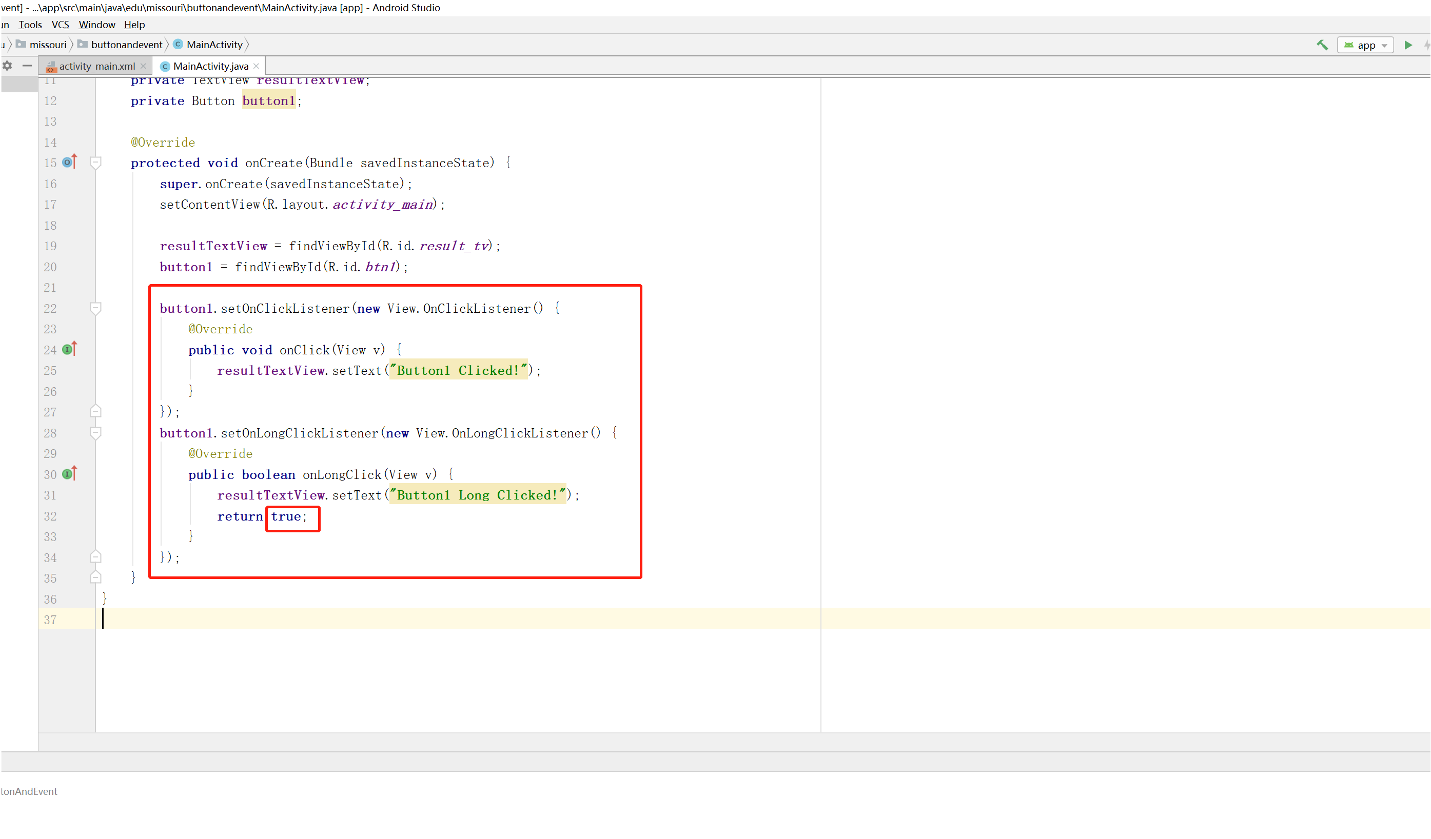 vent] - ...\app\src\main\java\edu\missouri\buttonandevent\MainActivity.java [app] - Android Studio
un Tools VCS Window Help
u missouri buttonandevent MainActivity app
activity_main.xml MainActivity.java
11 private TextView resultTextView;
12 private Button button1;
13
14 @Override
15 protected void onCreate(Bundle savedInstanceState) {
16 super.onCreate(savedInstanceState);
17 setContentView(R.layout.activity_main);
18
19 resultTextView = findViewById(R.id.result_tv);
20 button1 = findViewById(R.id.btn1);
21
22 button1.setOnClickListener(new View.OnClickListener() {
23 @Override
24 public void onClick(View v) {
25 resultTextView.setText("Button1 Clicked!");
26 }
27 });
28 button1.setOnLongClickListener(new View.OnLongClickListener() {
29 @Override
30 public boolean onLongClick(View v) {
31 resultTextView.setText("Button1 Long Clicked!");
32 return true;
33 }
34 });
35 }
36 }
37
tonAndEvent